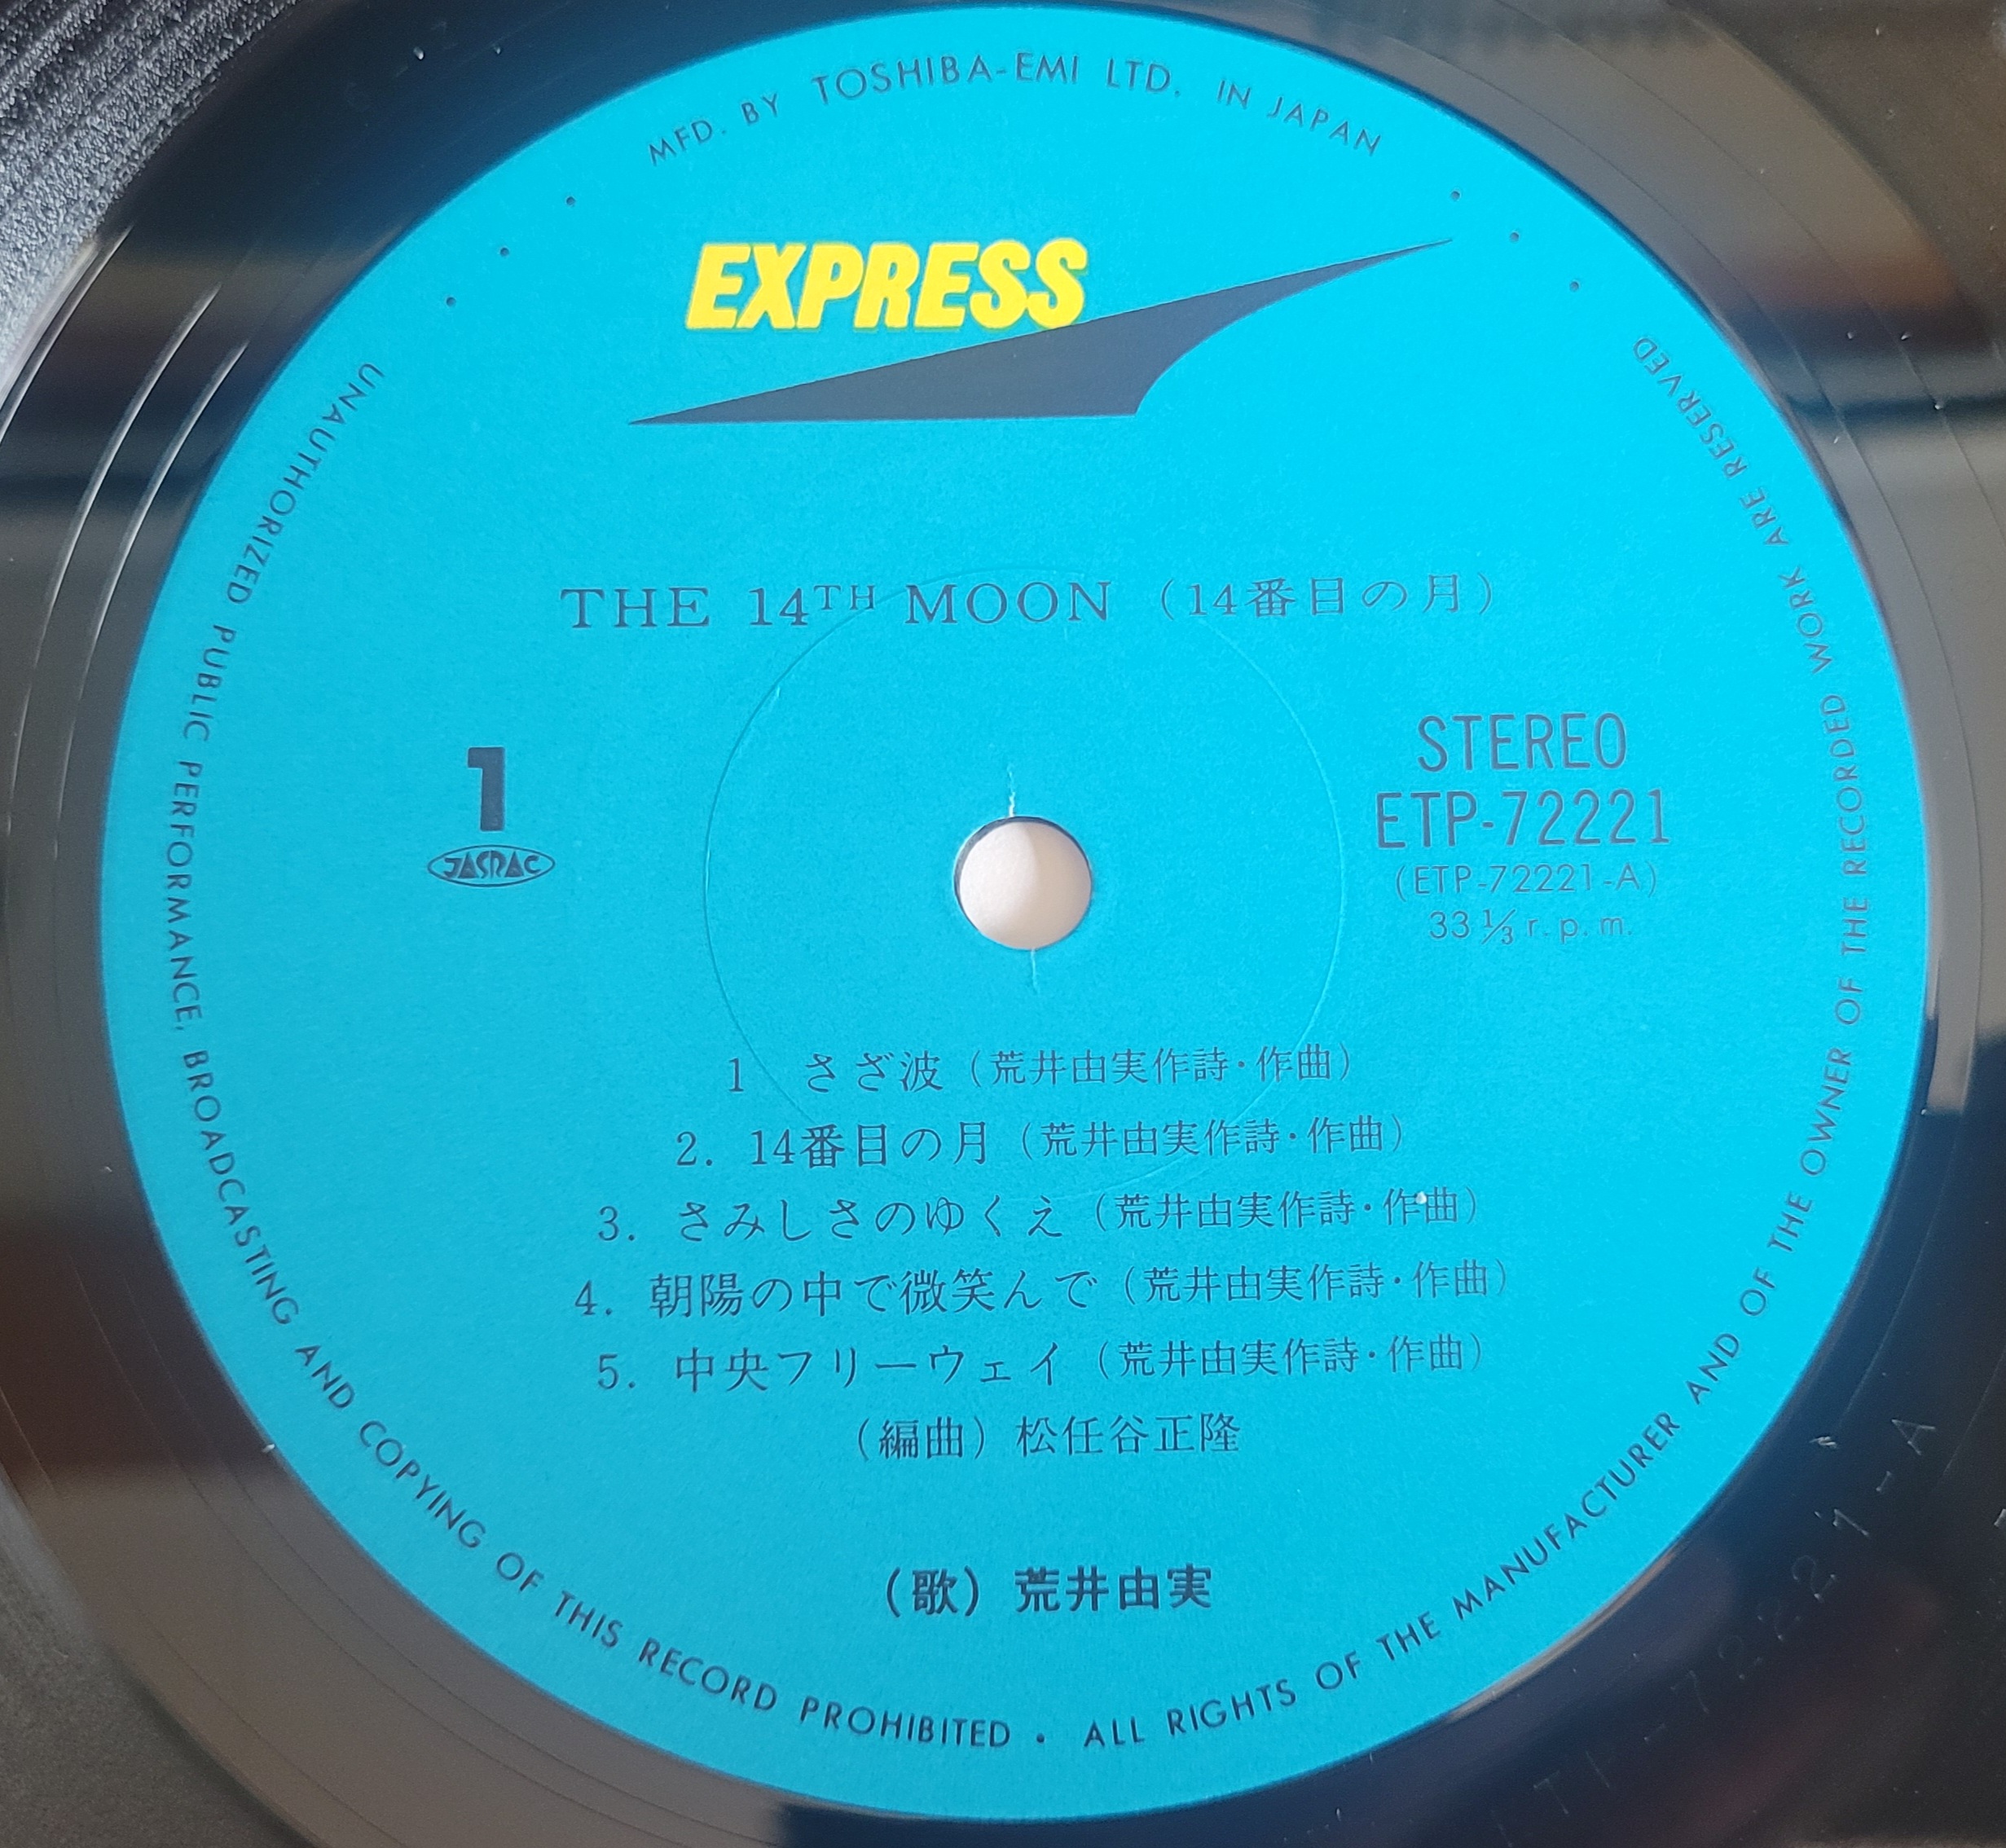 MFD. BY TOSHIBA-EMI LTD. IN JAPAN
EXPRESS
THE 14TH MOON (14番目の月)
1
JASRAC
STEREO
ETP-72221
(ETP-72221-A)
33 1/3 r.p.m.
1 さざ波 (荒井由実作詩・作曲)
2. 14番目の月 (荒井由実作詩・作曲)
3. さみしさのゆくえ (荒井由実作詩・作曲)
4. 朝陽の中で微笑んで (荒井由実作詩・作曲)
5. 中央フリーウェイ (荒井由実作詩・作曲)
(編曲) 松任谷正隆
(歌) 荒井由実
UNAUTHORIZED PUBLIC PERFORMANCE, BROADCASTING AND COPYING OF THIS RECORD PROHIBITED • ALL RIGHTS OF THE MANUFACTURER AND OF THE OWNER OF THE RECORDED WORK ARE RESERVED
TP-72221-A